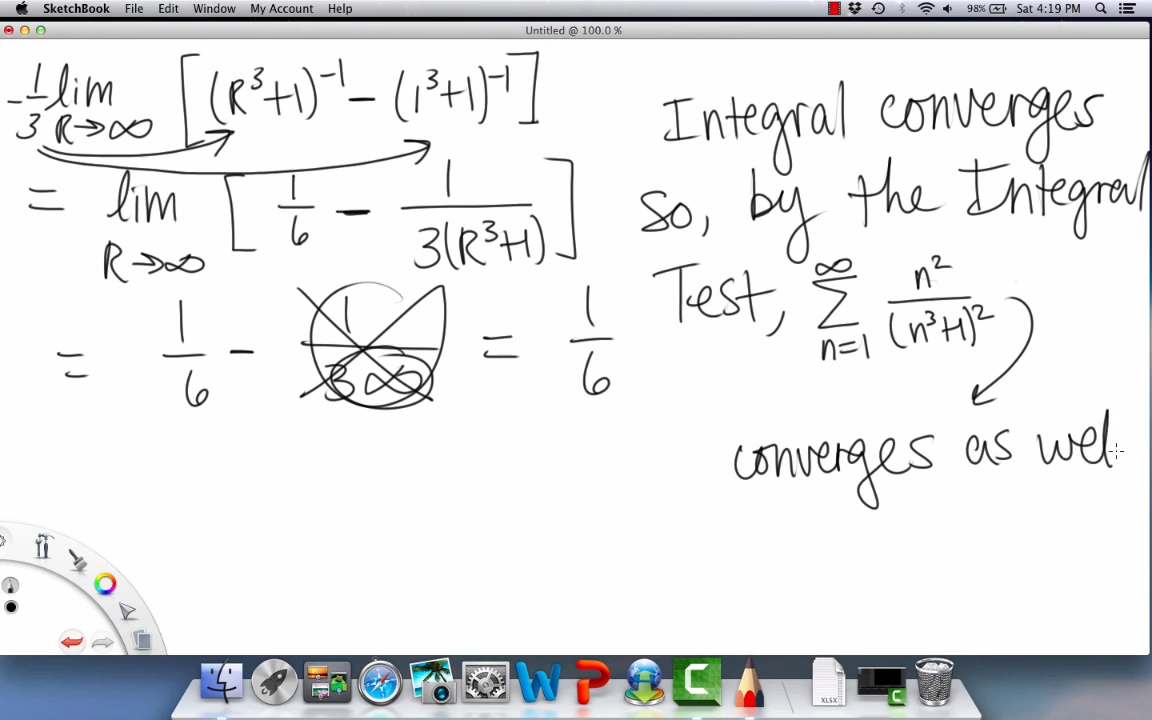 SketchBook File Edit Window My Account Help 98% Sat 4:19 PM
Untitled @ 100.0 %
-1/3 lim R→∞ [(R³+1)⁻¹ - (1³+1)⁻¹]
= lim R→∞ [1/6 - 1/3(R³+1)]
= 1/6 - 1/3∞ = 1/6
Integral converges
so, by the Integral
Test, ∞ Σ n=1 n²/(n³+1)²
converges as wel
XLSX